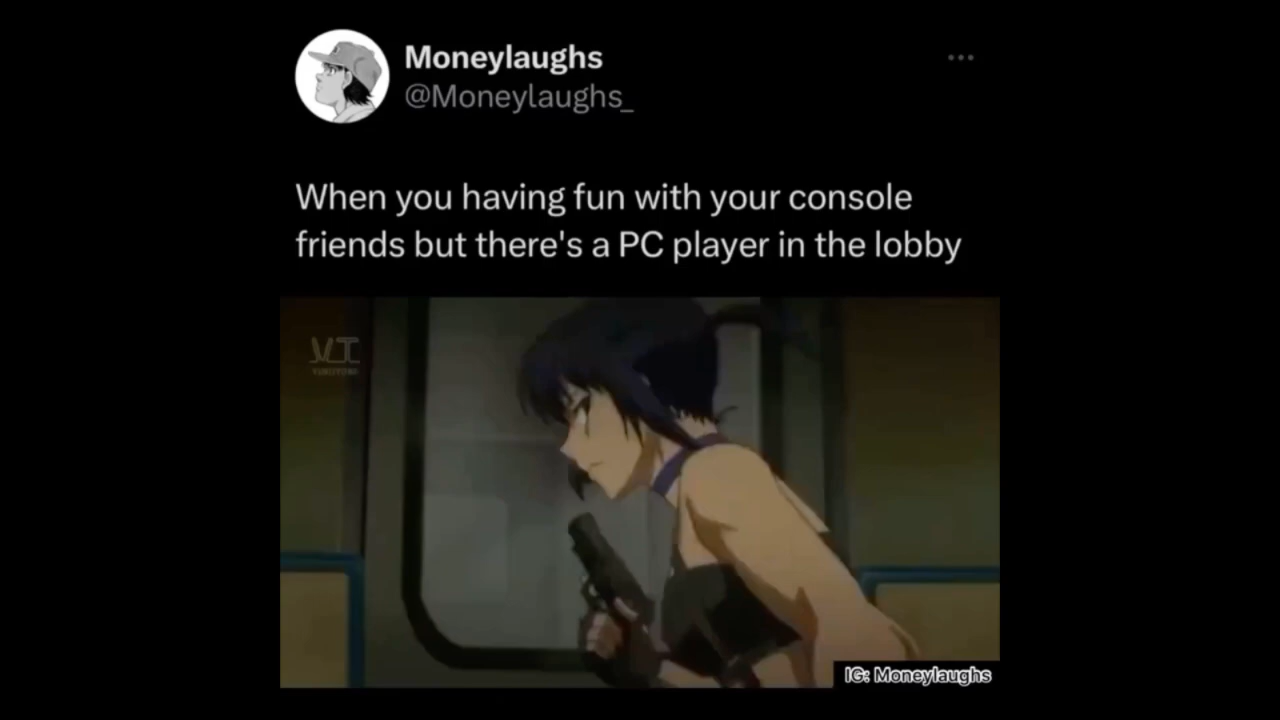 Moneylaughs
@Moneylaughs_
When you having fun with your console
friends but there's a PC player in the lobby
IG: Moneylaughs